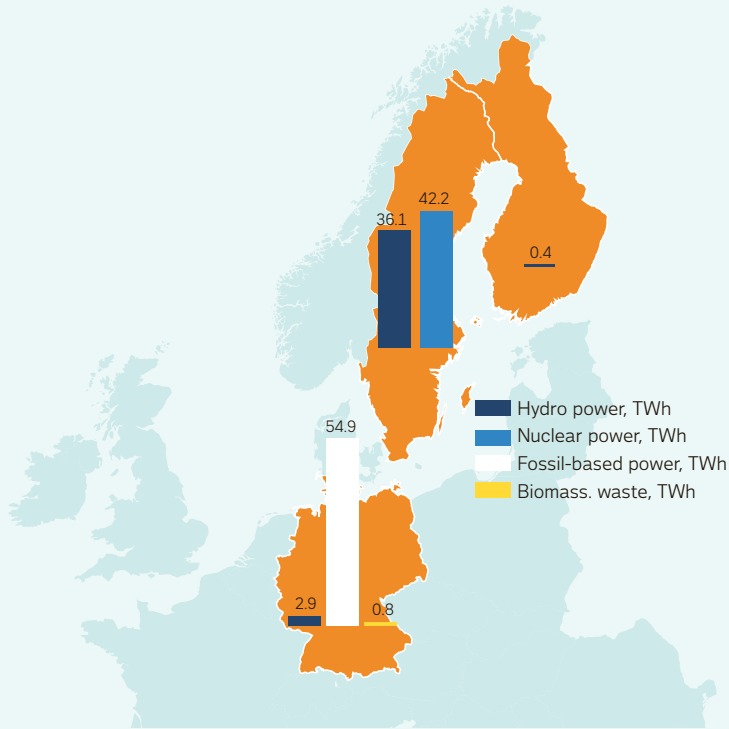 42.2
36.1
0.4
Hydro power, TWh
Nuclear power, TWh
Fossil-based power, TWh
Biomass. waste, TWh
54.9
2.9
0.8